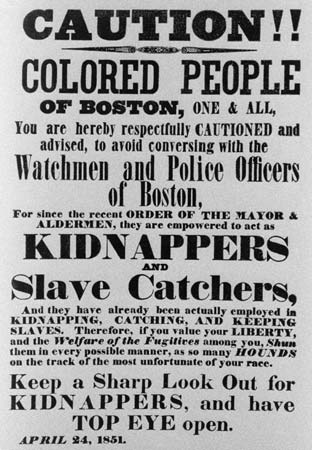 CAUTION!!
COLORED PEOPLE
OF BOSTON, ONE & ALL,
You are hereby respectfully CAUTIONED and
advised, to avoid conversing with the
Watchmen and Police Officers
of Boston,
For since the recent ORDER OF THE MAYOR &
ALDERMEN, they are empowered to act as
KIDNAPPERS
AND
Slave Catchers,
And they have already been actually employed in
KIDNAPPING, CATCHING, AND KEEPING
SLAVES. Therefore, if you value your LIBERTY,
and the Welfare of the Fugitives among you, Shun
them in every possible manner, as so many HOUNDS
on the track of the most unfortunate of your race.
Keep a Sharp Look Out for
KIDNAPPERS, and have
TOP EYE open.
APRIL 24, 1851.